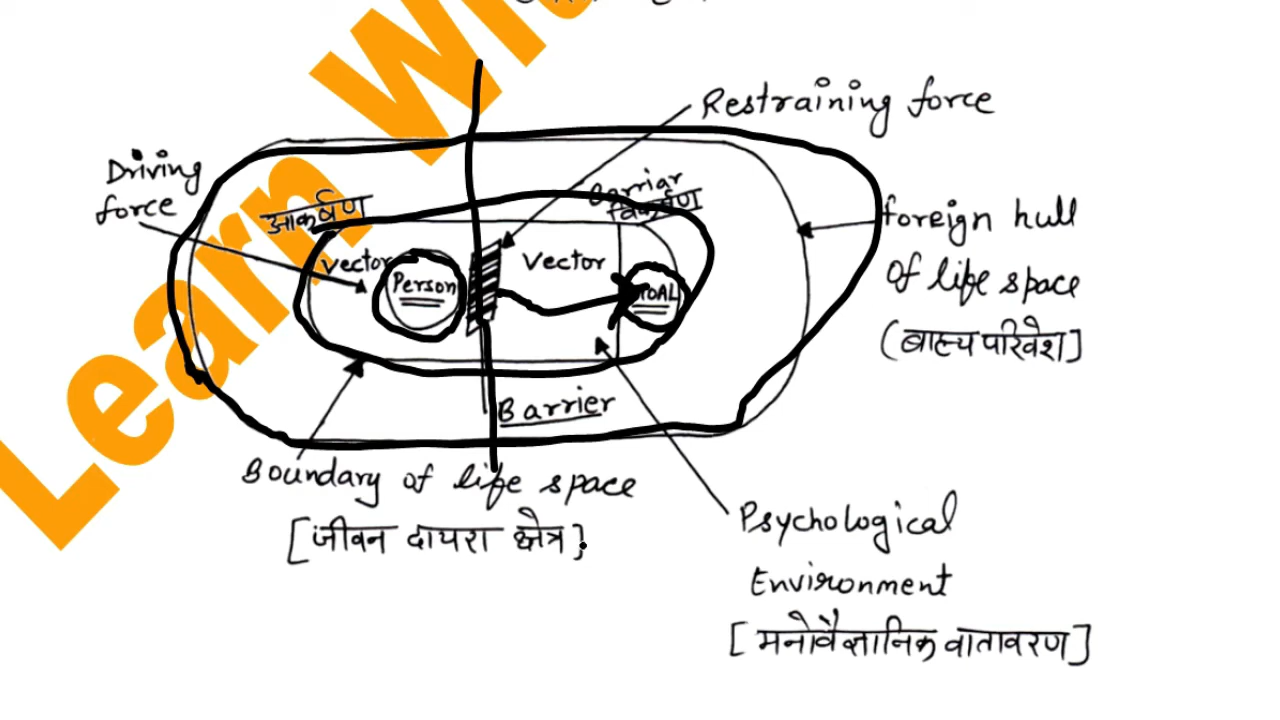 Learn Wi
Restraining force
Driving
force
आकर्षण
Barriar
विकर्षण
Vector
Person
Vector
GOAL
foreign hull
of life space
(बाह्य परिवेश]
Barrier
Boundary of life space
[जीवन दायरा क्षेत्र]
Psychological
Environment
[मनोवैज्ञानिक वातावरण]